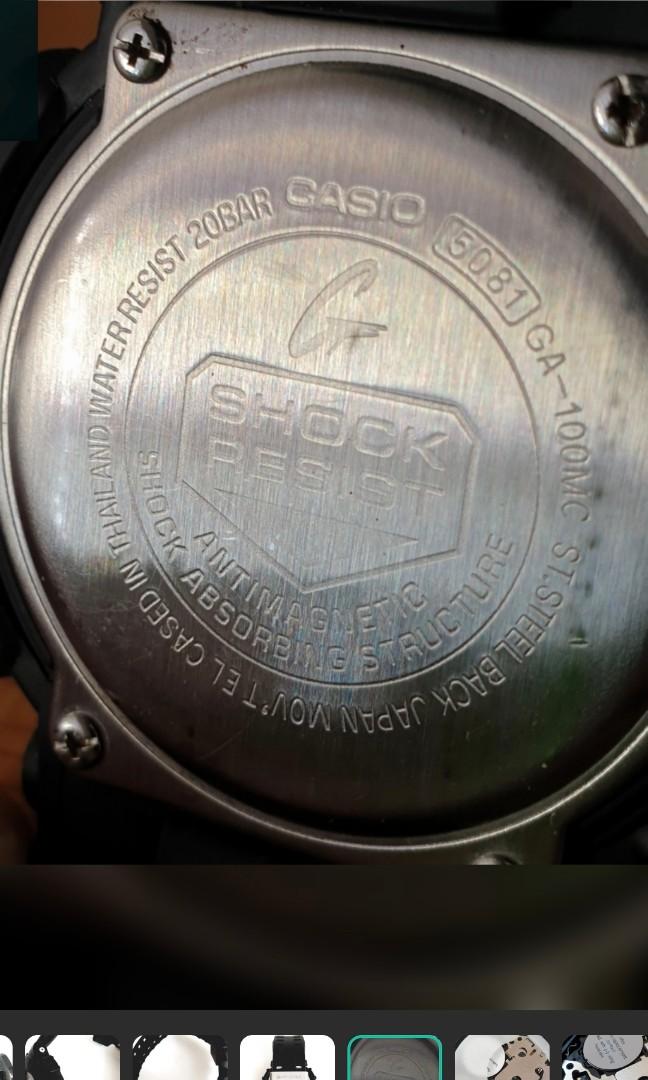 CASIO
5081
GA-100MC ST.STEEL BACK JAPAN MOV'T EL CASED IN THAILAND WATER RESIST 20BAR
G
SHOCK
RESIST
ANTIMAGNETIC
SHOCK ABSORBING STRUCTURE